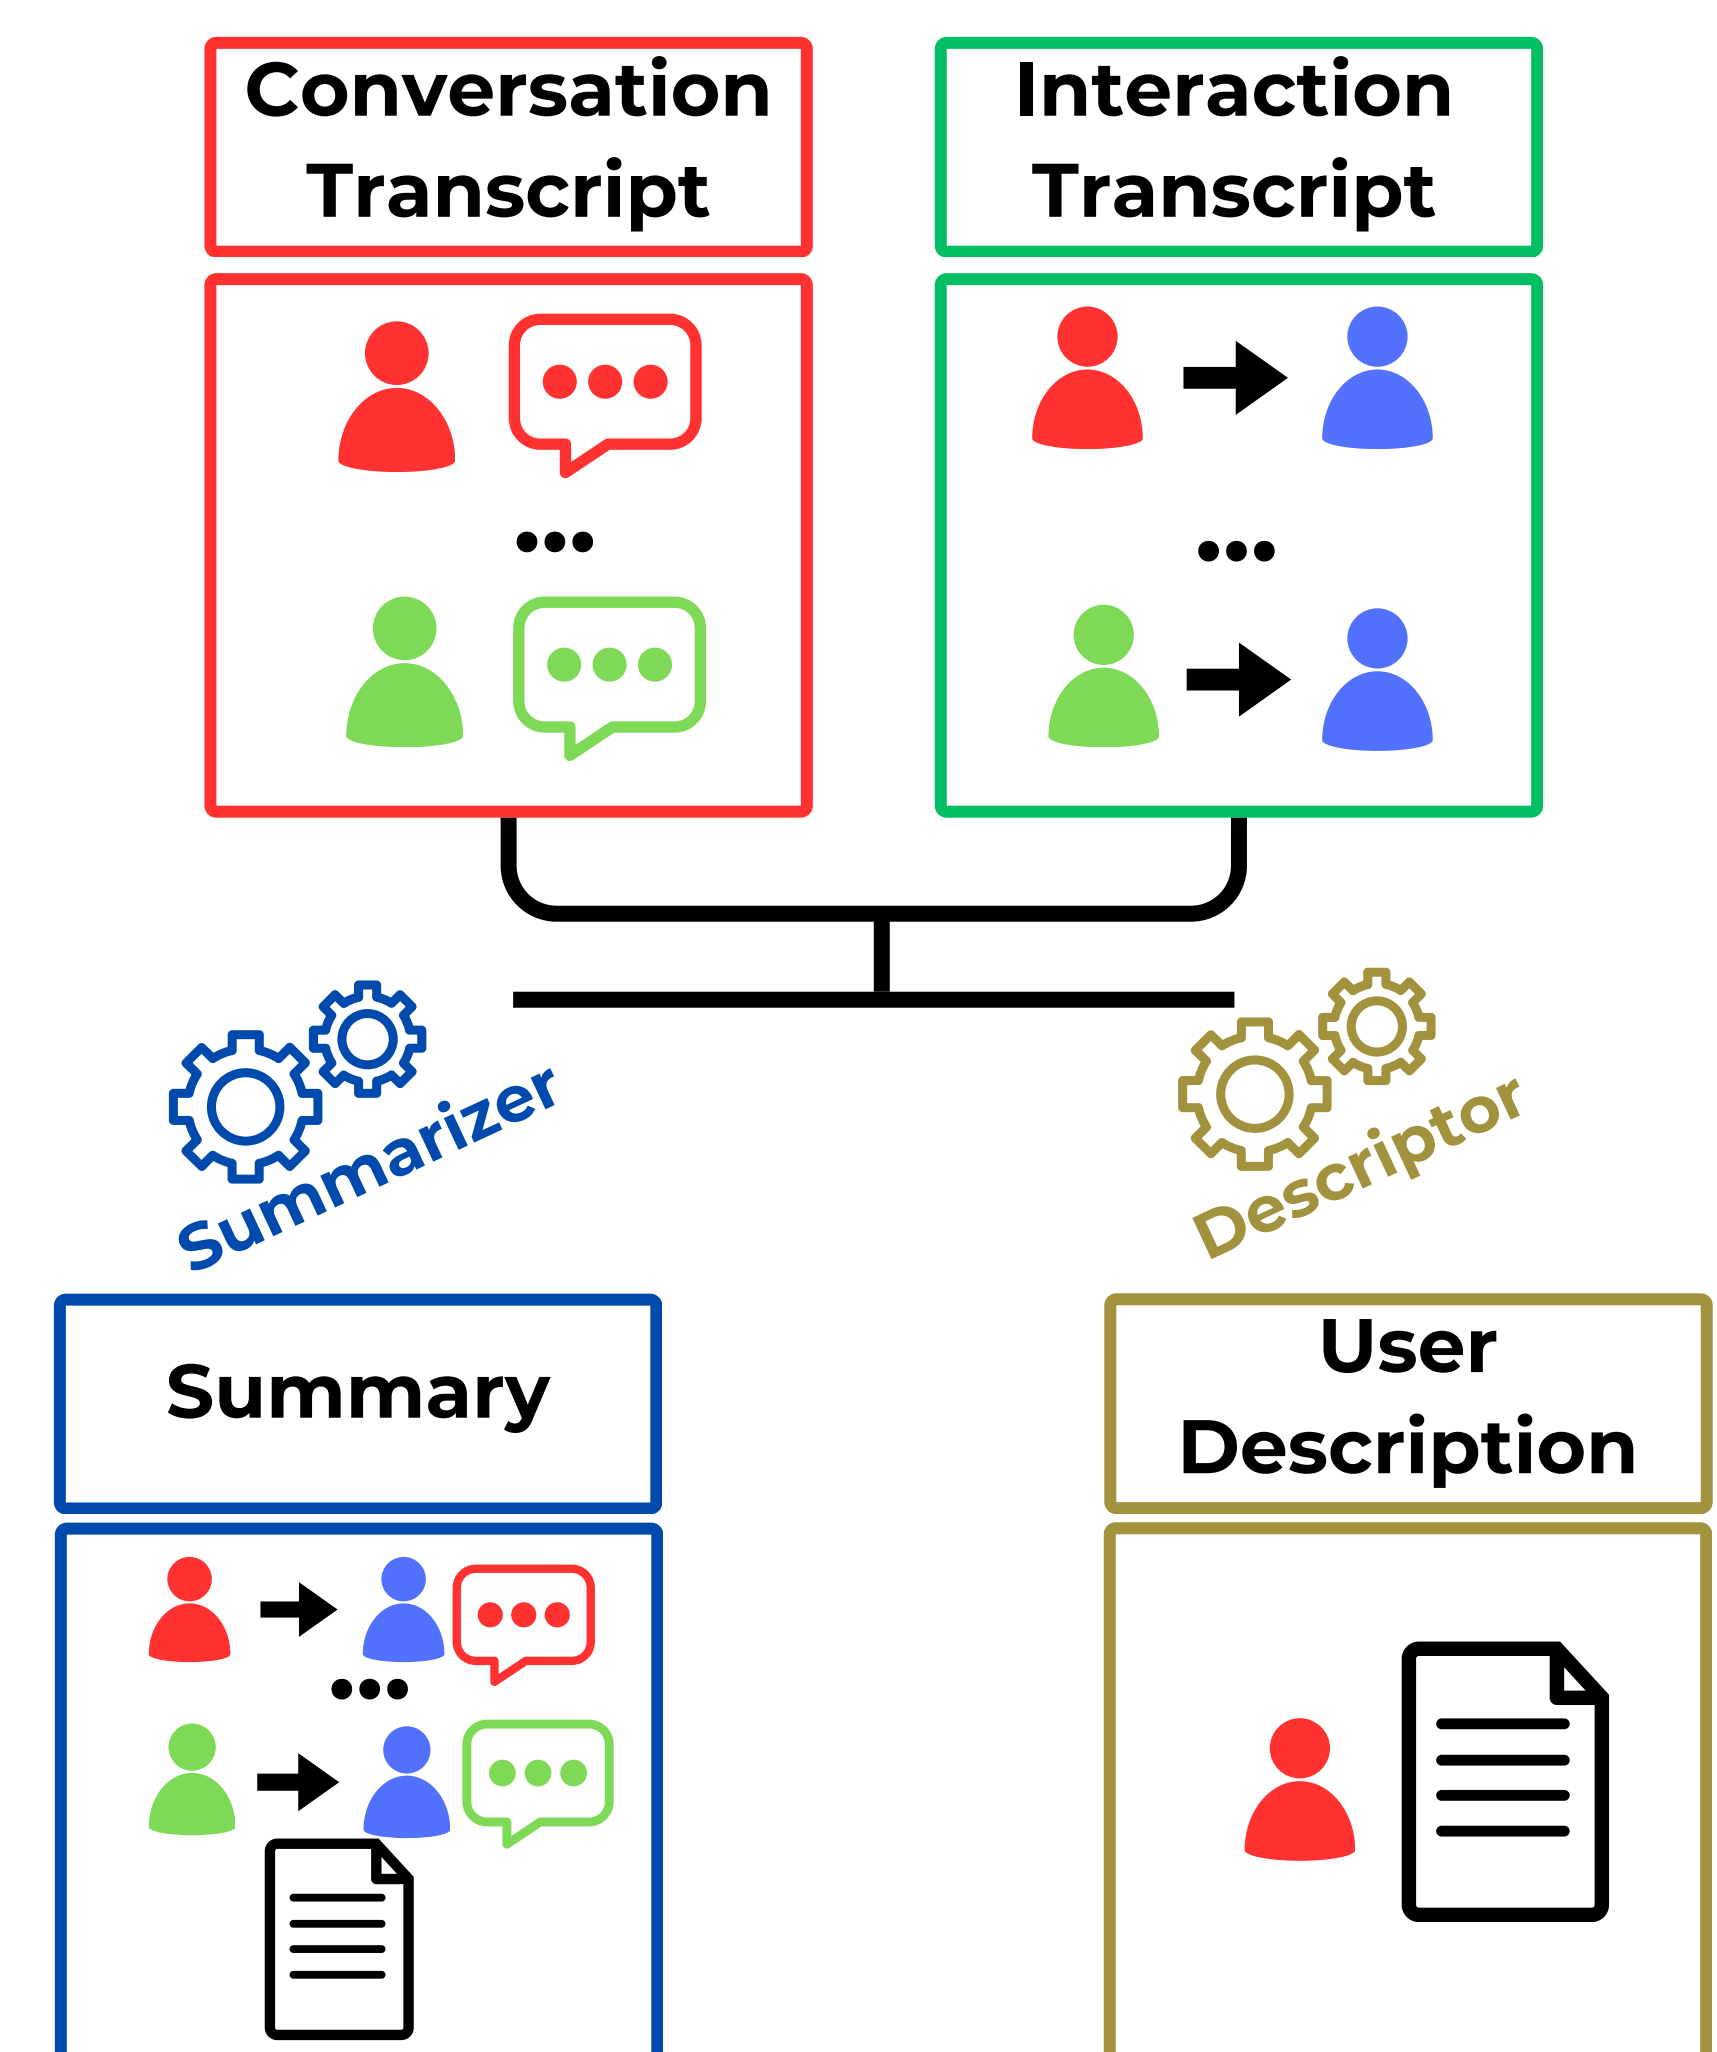 Conversation
Transcript
Interaction
Transcript
Summarizer
Descriptor
Summary
User
Description